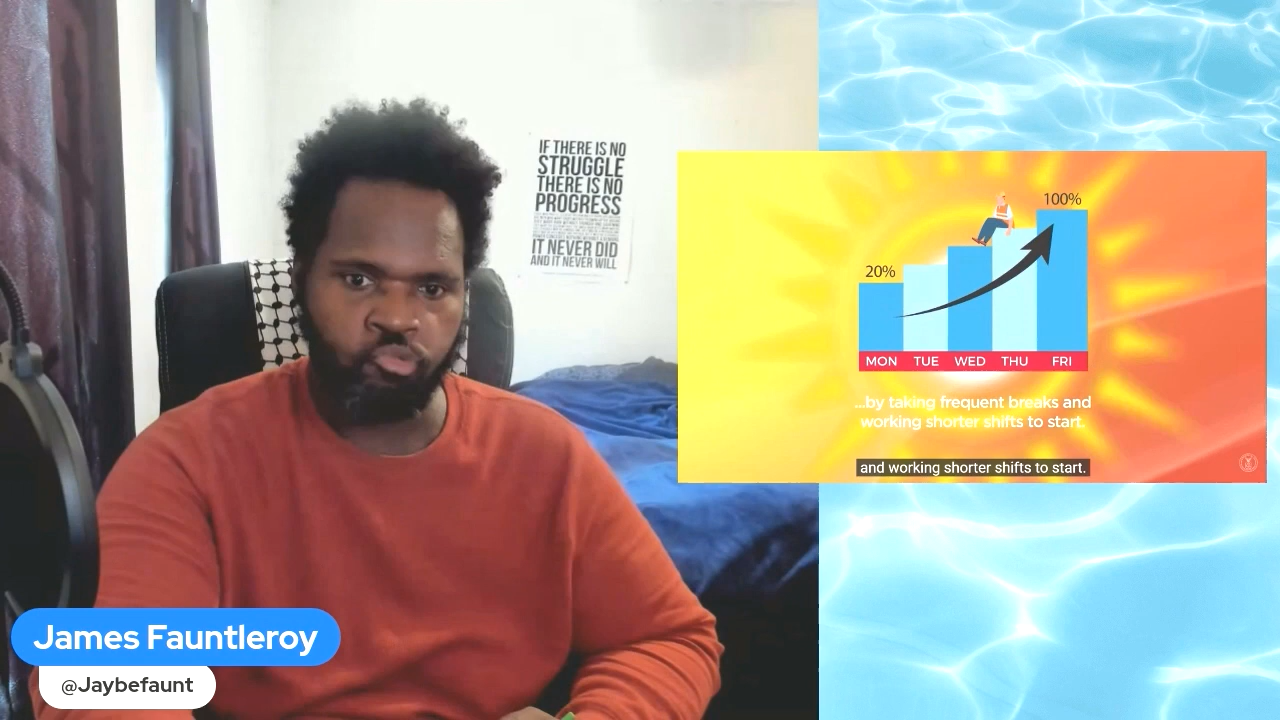 IF THERE IS NO
STRUGGLE
THERE IS NO
PROGRESS
IT NEVER DID
AND IT NEVER WILL
100%
20%
MON TUE WED THU FRI
...by taking frequent breaks and
working shorter shifts to start.
and working shorter shifts to start.
James Fauntleroy
@Jaybefaunt